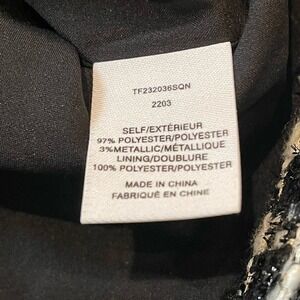 TF232036SQN
2203
SELF/EXTÉRIEUR
97% POLYESTER/POLYESTER
3%METALLIC/MÉTALLIQUE
LINING/DOUBLURE
100% POLYESTER/POLYESTER
MADE IN CHINA
FABRIQUÉ EN CHINE